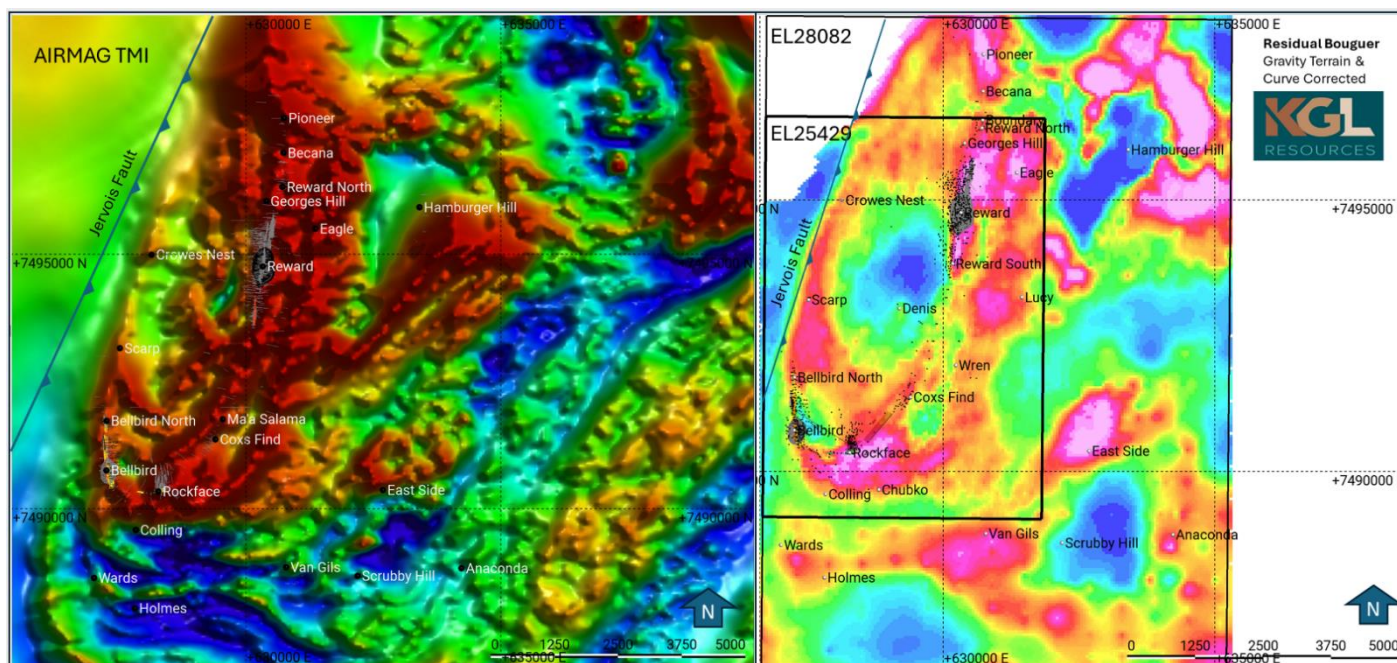 +630000 E
+635000 E
AIRMAG TMI
Jervois Fault
Pioneer
Becana
Reward North
Georges Hill
Hamburger Hill
Eagle
+7495000 N
Crowes Nest
Reward
Scarp
Bellbird North
Ma'a Salama
Coxs Find
Bellbird
Rockface
East Side
+7490000 N
+7490000 N
Colling
Wards
Van Gils
Scrubby Hill
Anaconda
Holmes
N
0 1250 2500 3750 5000
+630000 E
+635000 E
+630000 E
+635000 E
EL28082
Pioneer
Becana
EL25429
Reward North
Georges Hill
Hamburger Hill
Eagle
Crowes Nest
+7495000 N
Reward
Jervois Fault
Reward South
Scarp
Denis
Lucy
Wren
Bellbird North
Coxs Find
Bellbird
Rockface
East Side
+7490000 N
Colling
Chubko
Wards
Van Gils
Scrubby Hill
Anaconda
Holmes
N
0 1250 2500 3750 5000
+630000 E
+635000 E
Residual Bouguer
Gravity Terrain &
Curve Corrected
KGL
RESOURCES